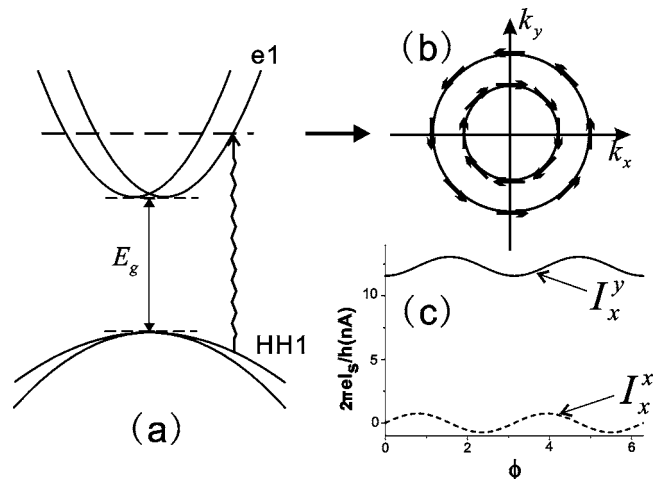 e1
E_g
HH1
(a)
(b)
k_y
k_x
(c)
2πeI_s/h(nA)
10
5
0
I_x^y
I_x^x
0 2 4 6
ϕ